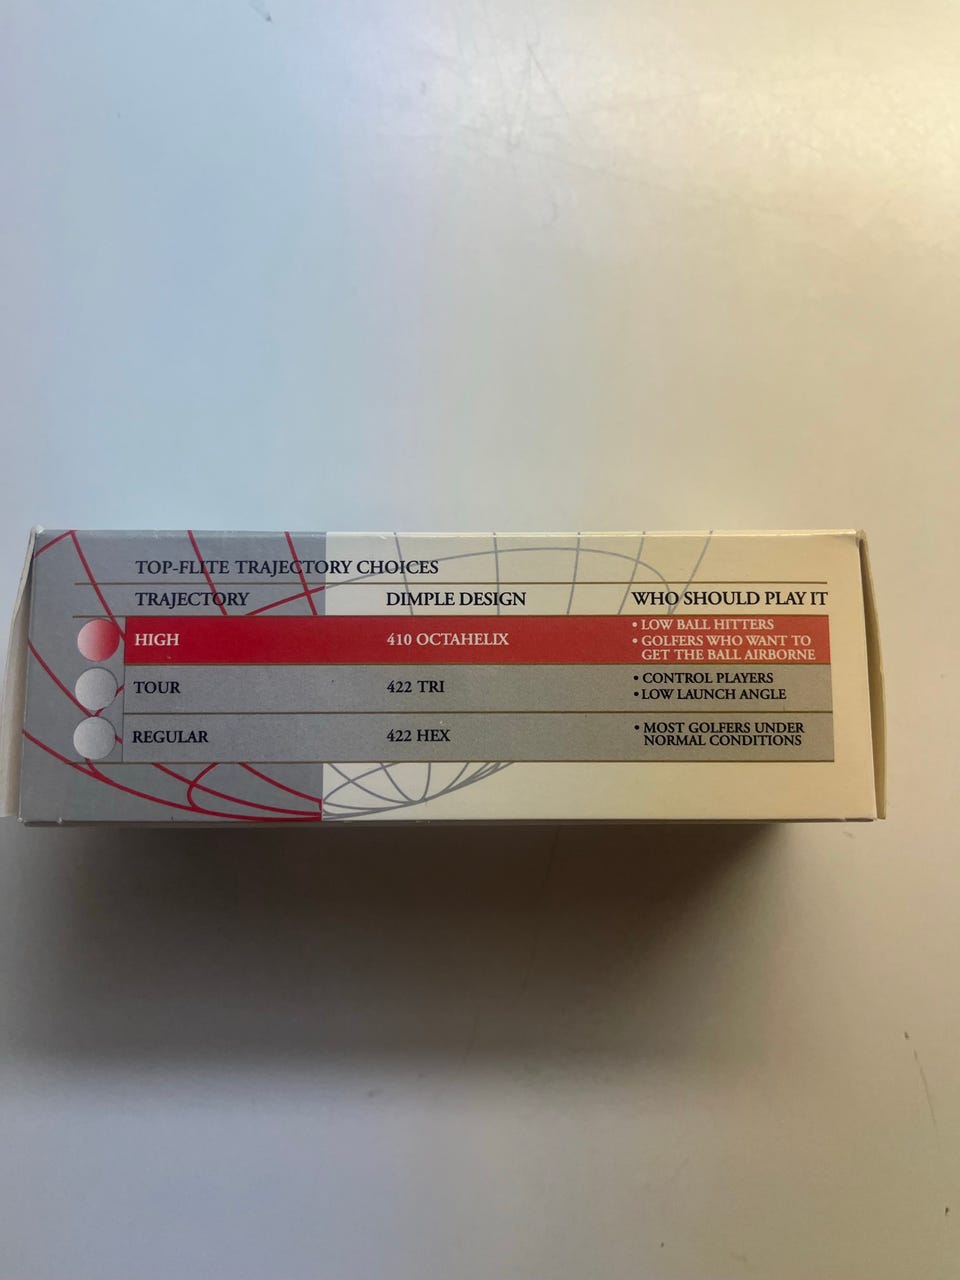 TOP-FLITE TRAJECTORY CHOICES
TRAJECTORY DIMPLE DESIGN WHO SHOULD PLAY IT
HIGH 410 OCTAHELIX • LOW BALL HITTERS
• GOLFERS WHO WANT TO
GET THE BALL AIRBORNE
TOUR 422 TRI • CONTROL PLAYERS
• LOW LAUNCH ANGLE
REGULAR 422 HEX • MOST GOLFERS UNDER
NORMAL CONDITIONS